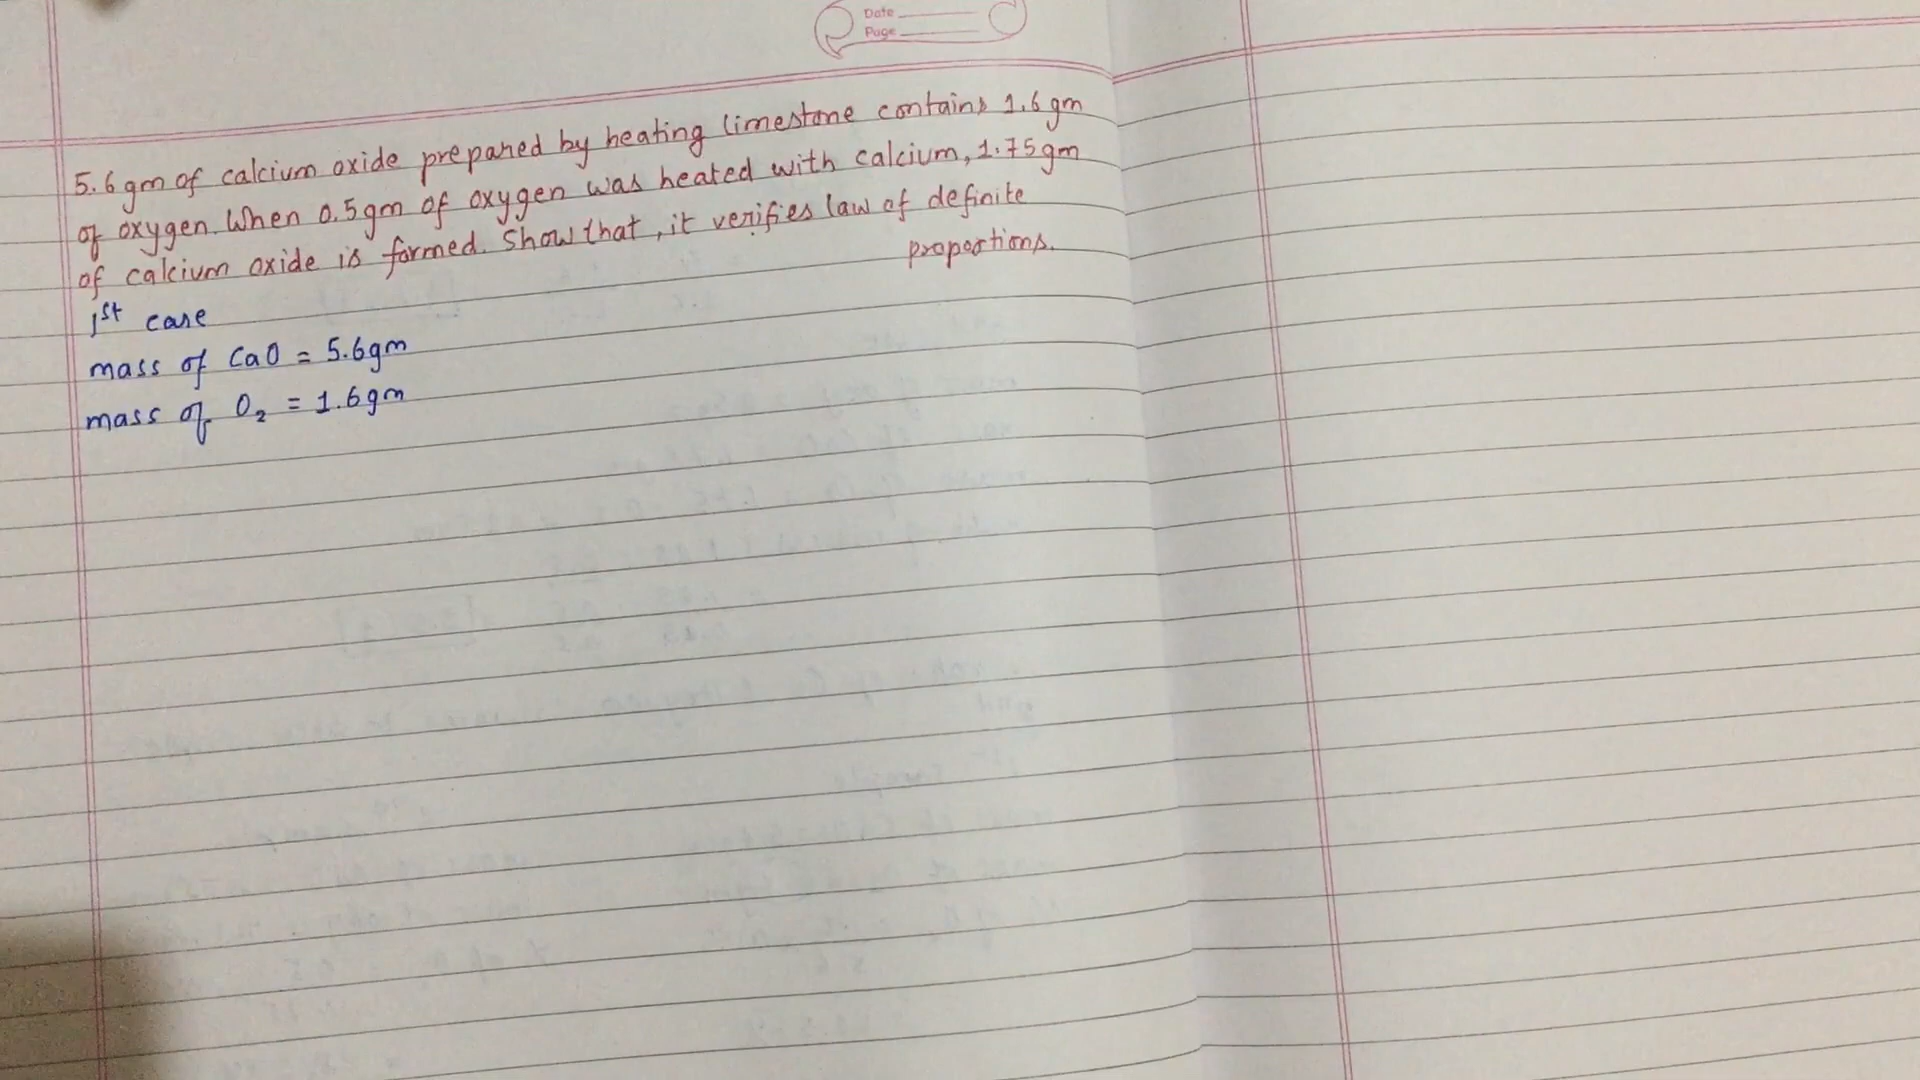 Date
Page
5.6 gm of calcium oxide prepared by heating limestone contains 1.6 gm
of oxygen. When 0.5 gm of oxygen was heated with calcium, 1.75 gm
of calcium oxide is formed. Show that, it verifies law of definite
proportions.
1st case
mass of CaO = 5.6gm
mass of O₂ = 1.6gm